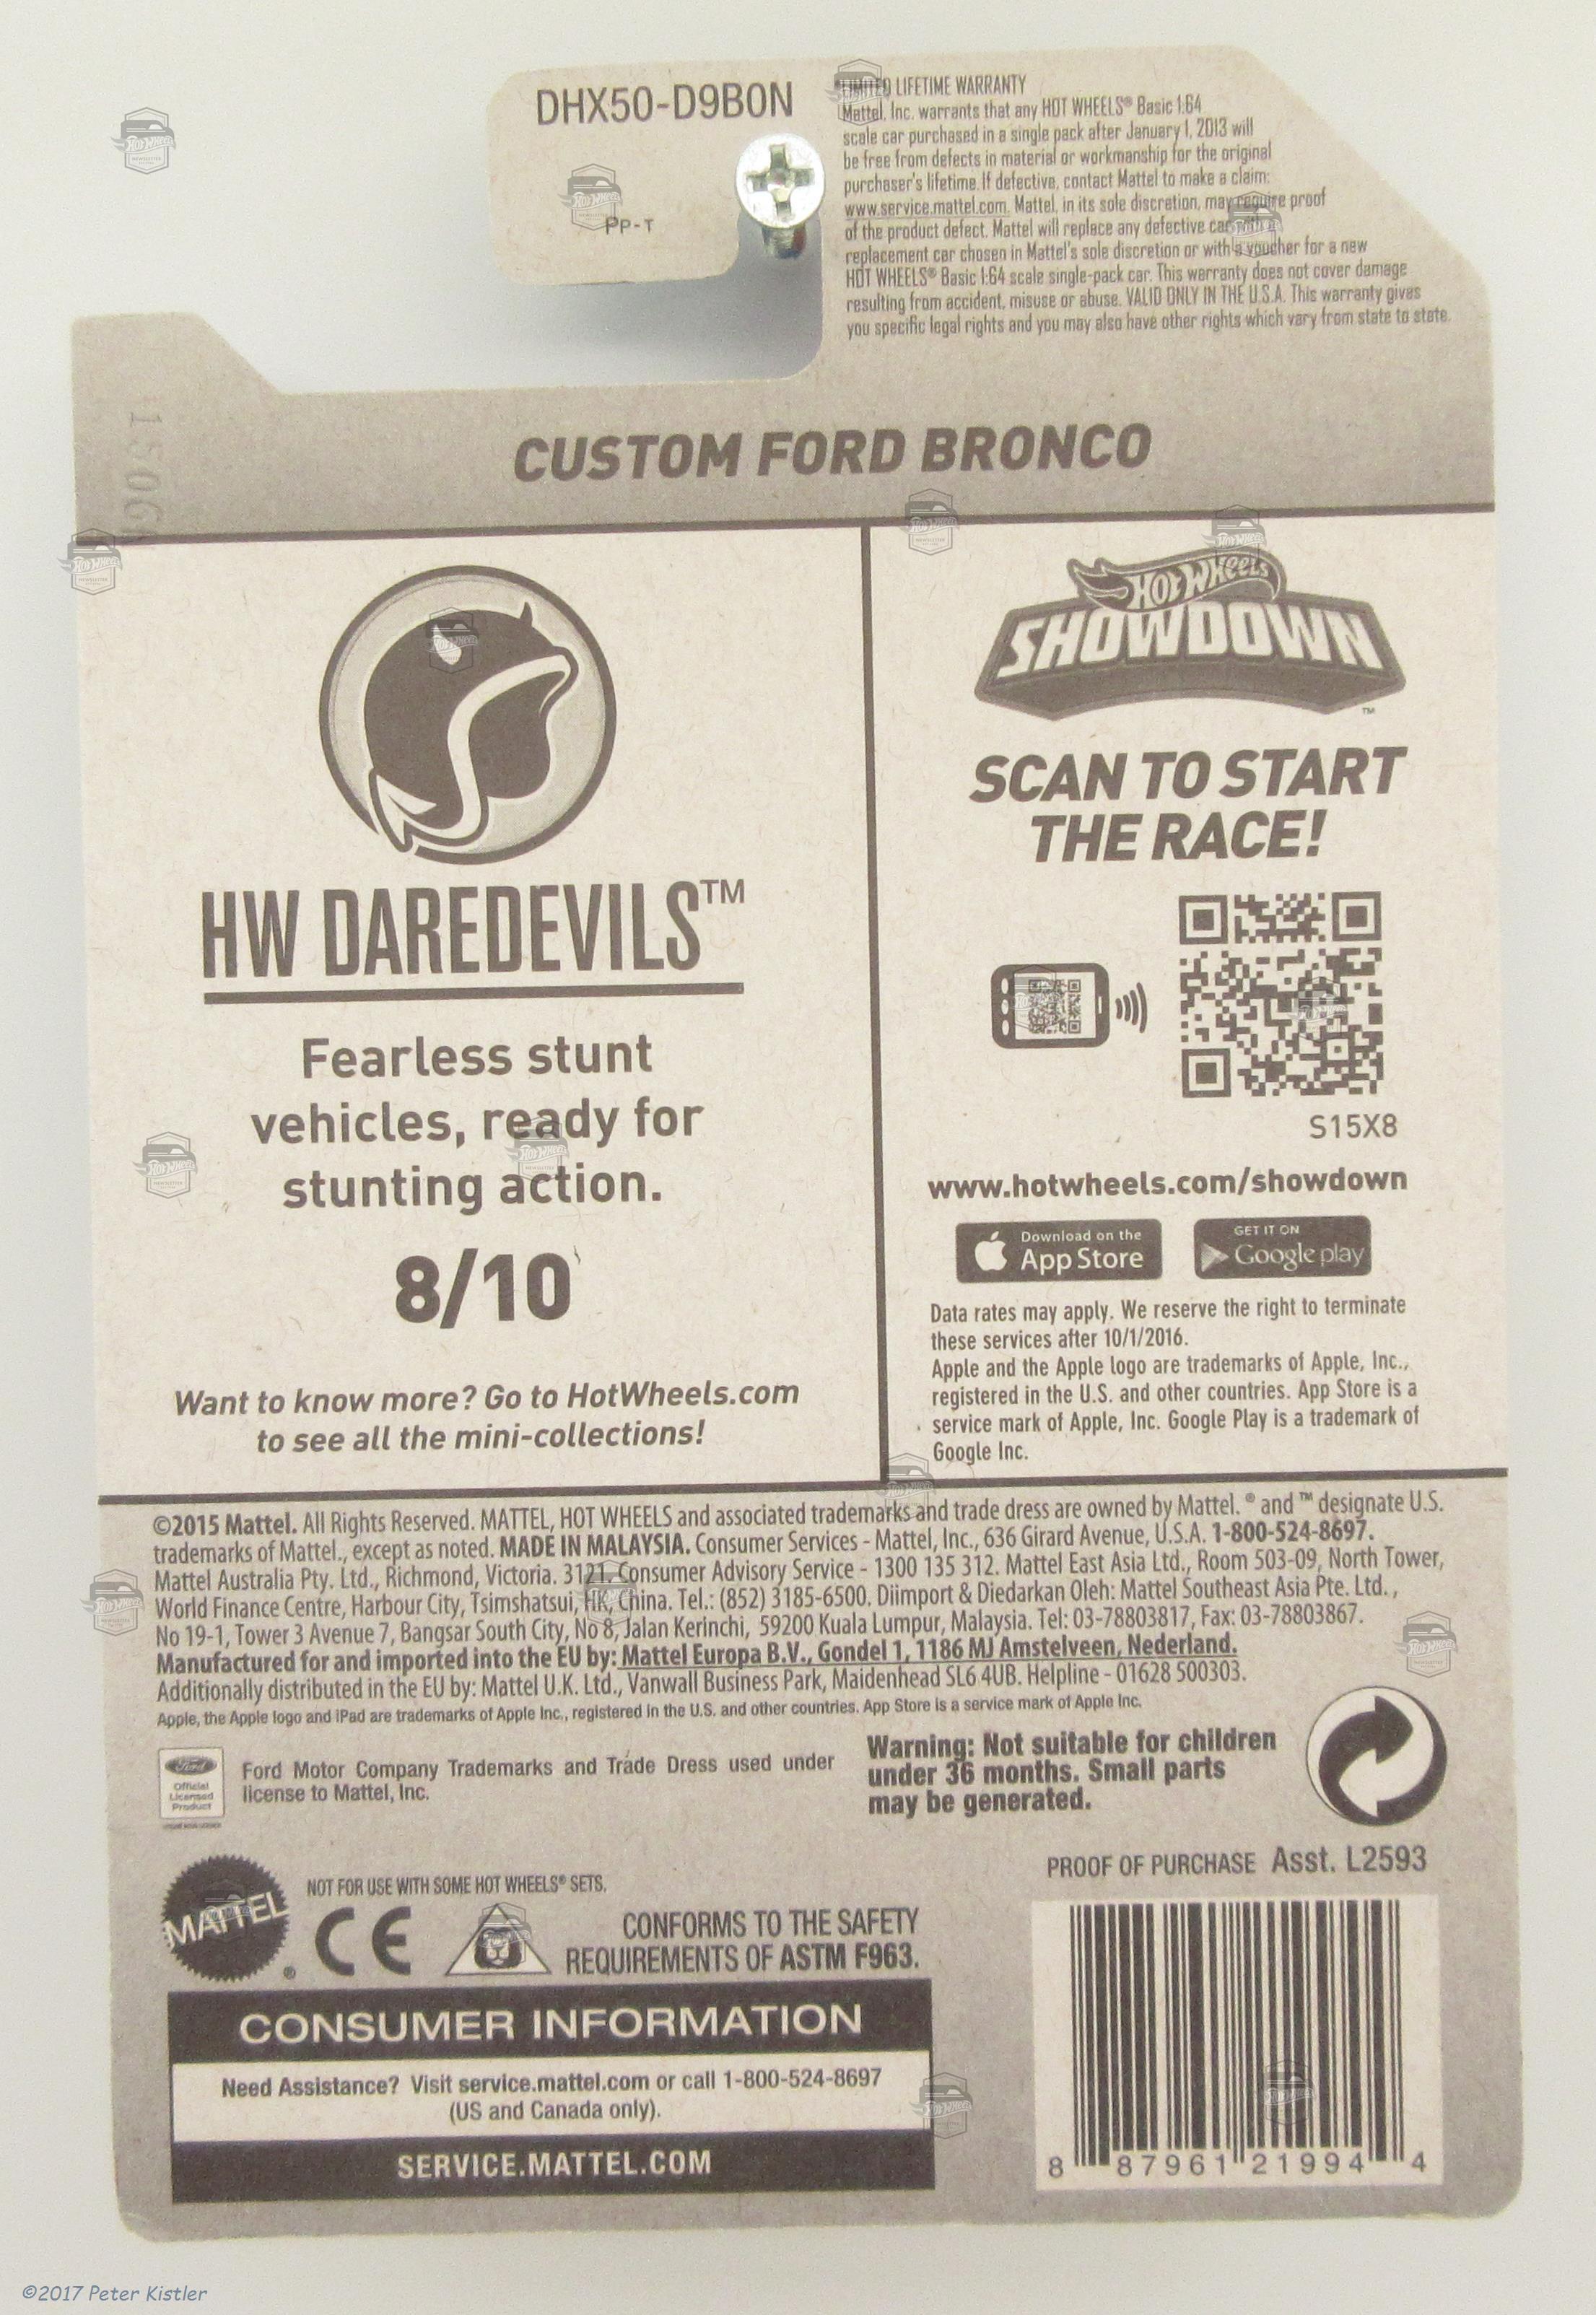 DHX50-D9B0N
PP-T
*LIMITED LIFETIME WARRANTY
Mattel, Inc. warrants that any HOT WHEELS® Basic 1:64
scale car purchased in a single pack after January 1, 2013 will
be free from defects in material or workmanship for the original
purchaser's lifetime. If defective, contact Mattel to make a claim:
www.service.mattel.com. Mattel, in its sole discretion, may require proof
of the product defect. Mattel will replace any defective car with a
replacement car chosen in Mattel's sole discretion or with a voucher for a new
HOT WHEELS® Basic 1:64 scale single-pack car. This warranty does not cover damage
resulting from accident, misuse or abuse. VALID ONLY IN THE U.S.A. This warranty gives
you specific legal rights and you may also have other rights which vary from state to state.
CUSTOM FORD BRONCO
HW DAREDEVILS™
Fearless stunt
vehicles, ready for
stunting action.
8/10
Want to know more? Go to HotWheels.com
to see all the mini-collections!
HOT WHEELS
SHOWDOWN™
SCAN TO START
THE RACE!
S15X8
www.hotwheels.com/showdown
Download on the
App Store
GET IT ON
Google play
Data rates may apply. We reserve the right to terminate
these services after 10/1/2016.
Apple and the Apple logo are trademarks of Apple, Inc.,
registered in the U.S. and other countries. App Store is a
service mark of Apple, Inc. Google Play is a trademark of
Google Inc.
©2015 Mattel. All Rights Reserved. MATTEL, HOT WHEELS and associated trademarks and trade dress are owned by Mattel. ® and ™ designate U.S.
trademarks of Mattel., except as noted. MADE IN MALAYSIA. Consumer Services - Mattel, Inc., 636 Girard Avenue, U.S.A. 1-800-524-8697.
Mattel Australia Pty. Ltd., Richmond, Victoria. 3121. Consumer Advisory Service - 1300 135 312. Mattel East Asia Ltd., Room 503-09, North Tower,
World Finance Centre, Harbour City, Tsimshatsui, HK, China. Tel.: (852) 3185-6500. Diimport & Diedarkan Oleh: Mattel Southeast Asia Pte. Ltd.,
No 19-1, Tower 3 Avenue 7, Bangsar South City, No 8, Jalan Kerinchi, 59200 Kuala Lumpur, Malaysia. Tel: 03-78803817, Fax: 03-78803867.
Manufactured for and imported into the EU by: Mattel Europa B.V., Gondel 1, 1186 MJ Amstelveen, Nederland.
Additionally distributed in the EU by: Mattel U.K. Ltd., Vanwall Business Park, Maidenhead SL6 4UB. Helpline - 01628 500303.
Apple, the Apple logo and iPad are trademarks of Apple Inc., registered in the U.S. and other countries. App Store is a service mark of Apple Inc.
Ford
Official
Licensed
Product
Ford Motor Company Trademarks and Trade Dress used under
license to Mattel, Inc.
Warning: Not suitable for children
under 36 months. Small parts
may be generated.
PROOF OF PURCHASE Asst. L2593
MATTEL®
NOT FOR USE WITH SOME HOT WHEELS® SETS.
CE
CONFORMS TO THE SAFETY
REQUIREMENTS OF ASTM F963.
CONSUMER INFORMATION
Need Assistance? Visit service.mattel.com or call 1-800-524-8697
(US and Canada only).
SERVICE.MATTEL.COM
8 87961 21994 4
©2017 Peter Kistler